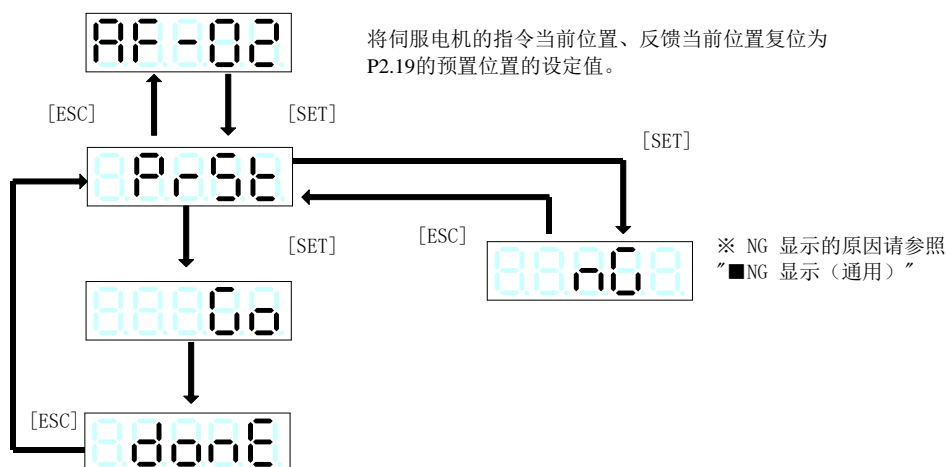 AF-02
将伺服电机的指令当前位置、反馈当前位置复位为
P2.19的预置位置的设定值。
[ESC]
[SET]
[SET]
PrSt
[SET]
[ESC]
nG
※ NG 显示的原因请参照
"■NG 显示（通用）"
Go
[ESC]
donE